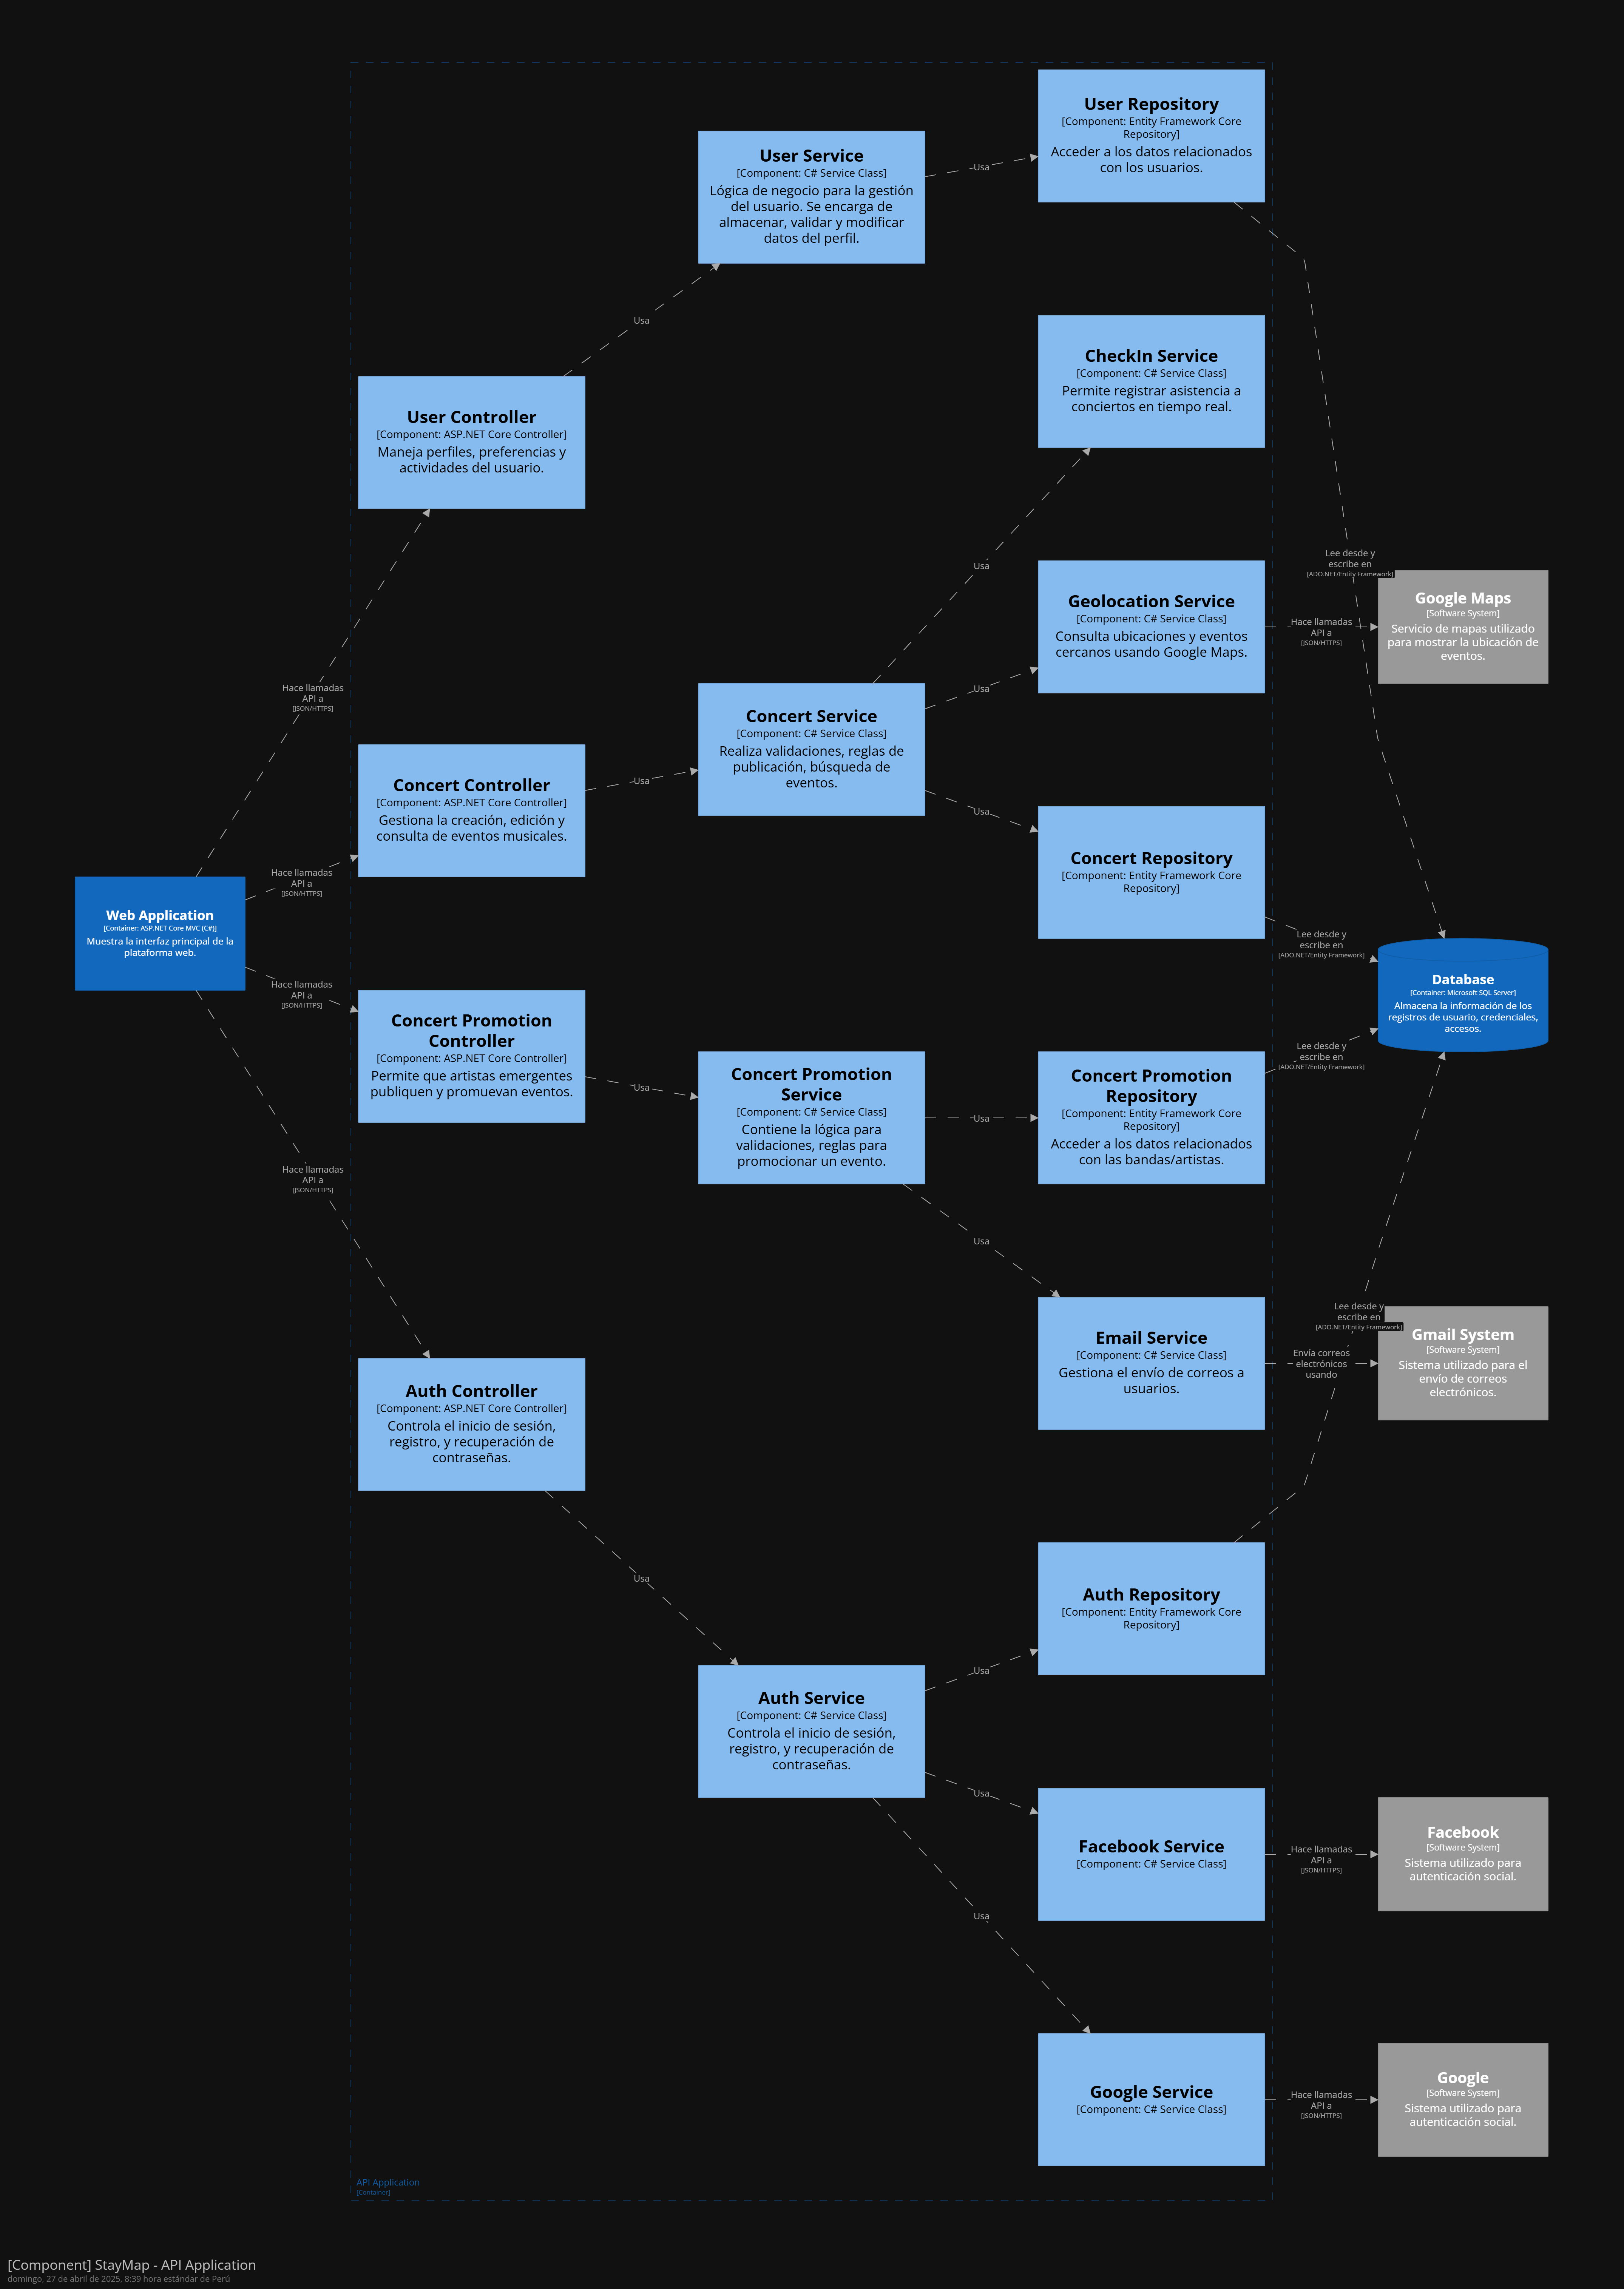 User Repository
[Component: Entity Framework Core
Repository]
Acceder a los datos relacionados
con los usuarios.
User Service
[Component: C# Service Class]
Lógica de negocio para la gestión
del usuario. Se encarga de
almacenar, validar y modificar
datos del perfil.
Usa
Usa
CheckIn Service
[Component: C# Service Class]
Permite registrar asistencia a
conciertos en tiempo real.
User Controller
[Component: ASP.NET Core Controller]
Maneja perfiles, preferencias y
actividades del usuario.
Usa
Lee desde y
escribe en
[ADO.NET/Entity Framework]
Geolocation Service
[Component: C# Service Class]
Consulta ubicaciones y eventos
cercanos usando Google Maps.
Hace llamadas
API a
[JSON/HTTPS]
Google Maps
[Software System]
Servicio de mapas utilizado
para mostrar la ubicación de
eventos.
Hace llamadas
API a
[JSON/HTTPS]
Usa
Concert Service
[Component: C# Service Class]
Realiza validaciones, reglas de
publicación, búsqueda de
eventos.
Concert Controller
[Component: ASP.NET Core Controller]
Gestiona la creación, edición y
consulta de eventos musicales.
Usa
Usa
Concert Repository
[Component: Entity Framework Core
Repository]
Hace llamadas
API a
[JSON/HTTPS]
Web Application
[Container: ASP.NET Core MVC (C#)]
Muestra la interfaz principal de la
plataforma web.
Lee desde y
escribe en
[ADO.NET/Entity Framework]
Database
[Container: Microsoft SQL Server]
Almacena la información de los
registros de usuario, credenciales,
accesos.
Hace llamadas
API a
[JSON/HTTPS]
Concert Promotion
Controller
[Component: ASP.NET Core Controller]
Permite que artistas emergentes
publiquen y promuevan eventos.
Usa
Concert Promotion
Service
[Component: C# Service Class]
Contiene la lógica para
validaciones, reglas para
promocionar un evento.
Usa
Concert Promotion
Repository
[Component: Entity Framework Core
Repository]
Acceder a los datos relacionados
con las bandas/artistas.
Lee desde y
escribe en
[ADO.NET/Entity Framework]
Hace llamadas
API a
[JSON/HTTPS]
Usa
Email Service
[Component: C# Service Class]
Gestiona el envío de correos a
usuarios.
Lee desde y
escribe en
[ADO.NET/Entity Framework]
Envía correos
electrónicos
usando
Gmail System
[Software System]
Sistema utilizado para el
envío de correos
electrónicos.
Auth Controller
[Component: ASP.NET Core Controller]
Controla el inicio de sesión,
registro, y recuperación de
contraseñas.
Usa
Auth Repository
[Component: Entity Framework Core
Repository]
Usa
Auth Service
[Component: C# Service Class]
Controla el inicio de sesión,
registro, y recuperación de
contraseñas.
Usa
Facebook Service
[Component: C# Service Class]
Hace llamadas
API a
[JSON/HTTPS]
Facebook
[Software System]
Sistema utilizado para
autenticación social.
Usa
Google Service
[Component: C# Service Class]
Hace llamadas
API a
[JSON/HTTPS]
Google
[Software System]
Sistema utilizado para
autenticación social.
API Application
[Container]
[Component] StayMap - API Application
domingo, 27 de abril de 2025, 8:39 hora estándar de Perú